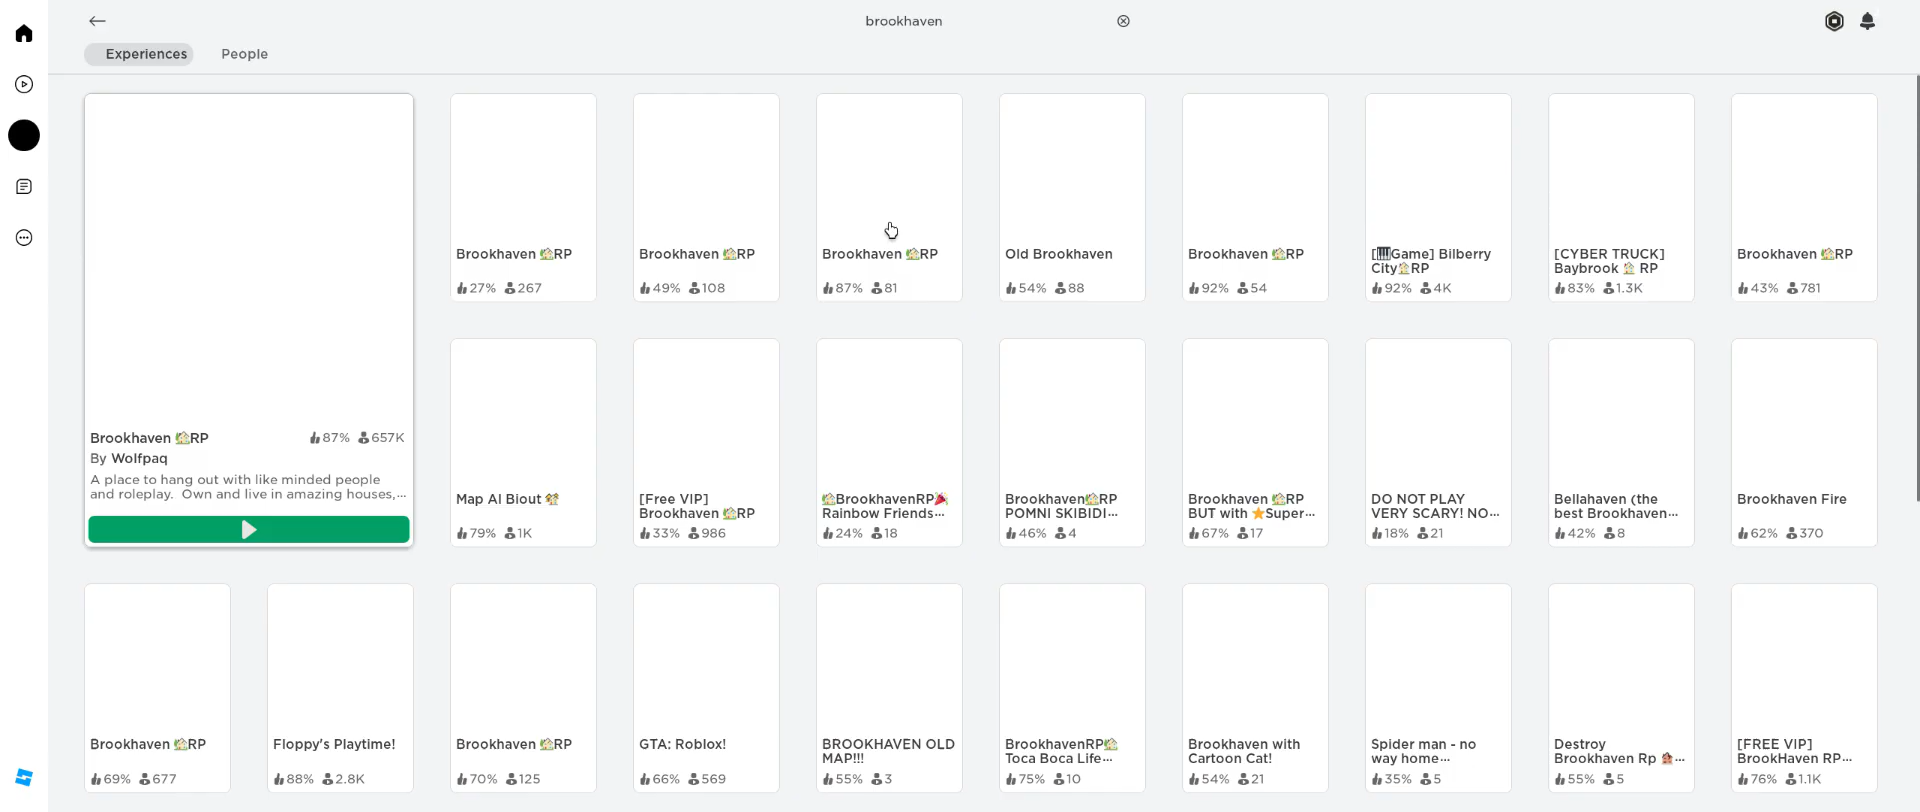 brookhaven
Experiences People
Brookhaven 🏡RP
87% 657K
By Wolfpaq
A place to hang out with like minded people
and roleplay. Own and live in amazing houses,...
Brookhaven 🏡RP
27% 267
Brookhaven 🏡RP
49% 108
Brookhaven 🏡RP
87% 81
Old Brookhaven
54% 88
Brookhaven 🏡RP
92% 54
[🎹Game] Bilberry
City🏠RP
92% 4K
[CYBER TRUCK]
Baybrook 🏠 RP
83% 1.3K
Brookhaven 🏡RP
43% 781
Map Al Biout 🏘
79% 1K
[Free VIP]
Brookhaven 🏡RP
33% 986
🏡BrookhavenRP🎉
Rainbow Friends...
24% 18
Brookhaven🏡RP
POMNI SKIBIDI...
46% 4
Brookhaven 🏡RP
BUT with ⭐Super...
67% 17
DO NOT PLAY
VERY SCARY! NO...
18% 21
Bellahaven (the
best Brookhaven...
42% 8
Brookhaven Fire
62% 370
Brookhaven 🏡RP
69% 677
Floppy's Playtime!
88% 2.8K
Brookhaven 🏡RP
70% 125
GTA: Roblox!
66% 569
BROOKHAVEN OLD
MAP!!!
55% 3
BrookhavenRP🏡
Toca Boca Life...
75% 10
Brookhaven with
Cartoon Cat!
54% 21
Spider man - no
way home...
35% 5
Destroy
Brookhaven Rp 🏚...
55% 5
[FREE VIP]
BrookHaven RP...
76% 1.1K